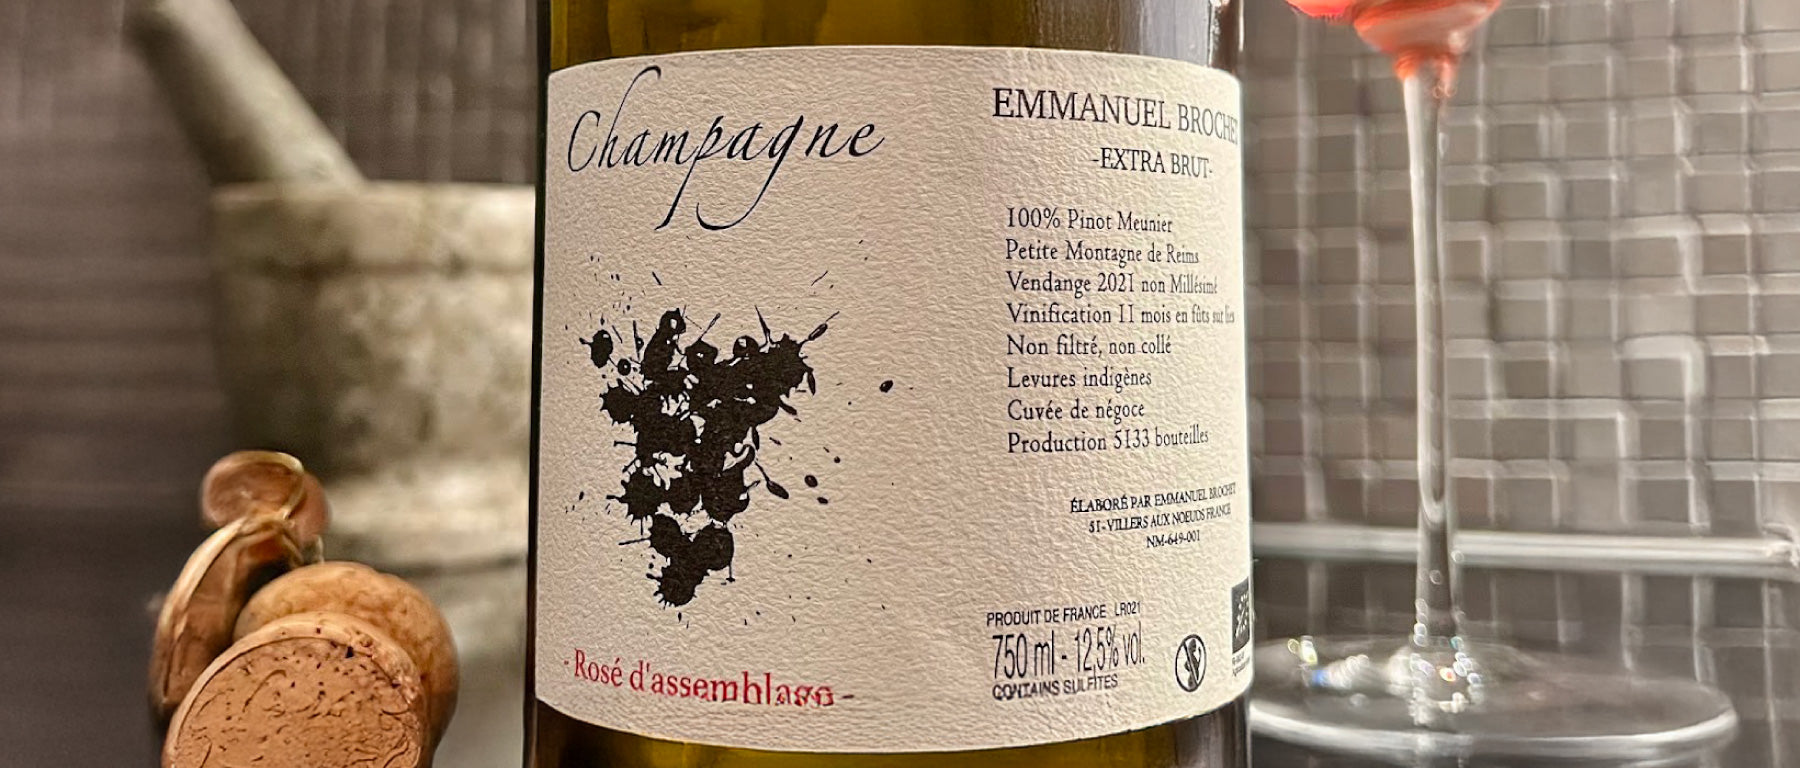 Champagne
EMMANUEL BROCHET
-EXTRA BRUT-
100% Pinot Meunier
Petite Montagne de Reims
Vendange 2021 non Millésimé
Vinification 11 mois en fûts sur lies
Non filtré, non collé
Levures indigènes
Cuvée de négoce
Production 5133 bouteilles
ÉLABORÉ PAR EMMANUEL BROCHET
51-VILLERS AUX NOEUDS FRANCE
NM-649-001
PRODUIT DE FRANCE LR021
750 ml - 12,5% vol.
CONTAINS SULFITES
- Rosé d'assemblage -